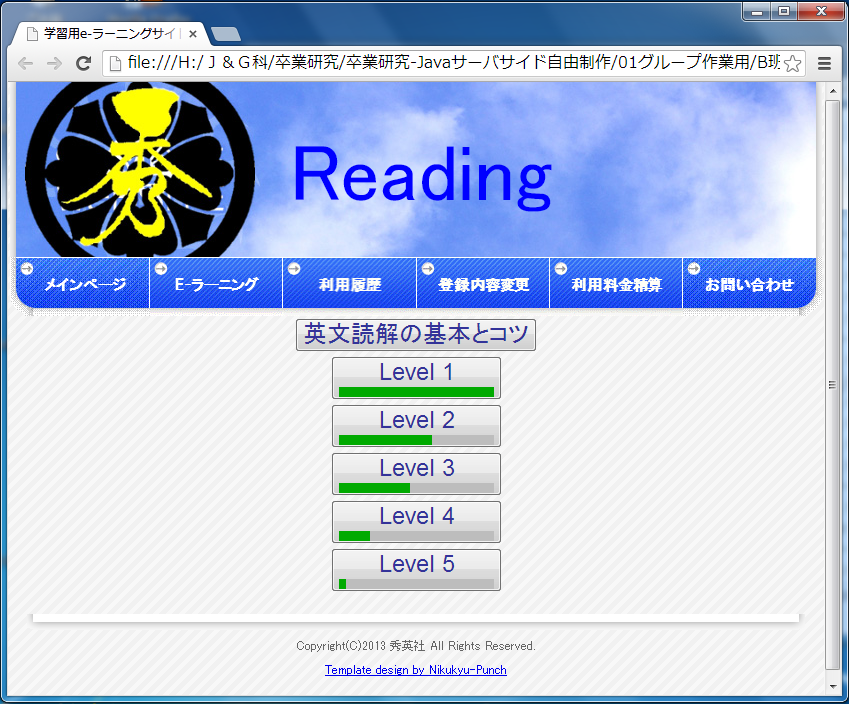 学習用e-ラーニングサイ
file:///H:/Ｊ＆Ｇ科/卒業研究/卒業研究-Javaサーバサイド自由制作/01グループ作業用/B班
秀
Reading
メインページ
E-ラーニング
利用履歴
登録内容変更
利用料金精算
お問い合わせ
英文読解の基本とコツ
Level 1
Level 2
Level 3
Level 4
Level 5
Copyright(C)2013 秀英社 All Rights Reserved.
Template design by Nikukyu-Punch